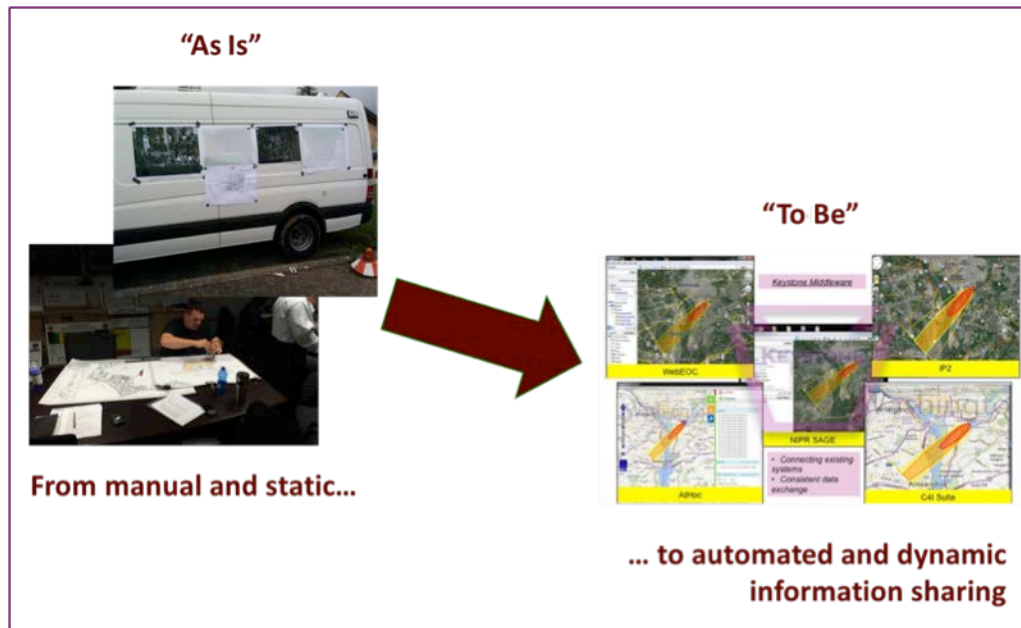 “As Is”
From manual and static...
“To Be”
Keystone Middleware
WebEOC
IP2
NIPR SAGE
AtHoc
• Connecting existing
systems
• Consistent data
exchange
C4I Suite
... to automated and dynamic
information sharing